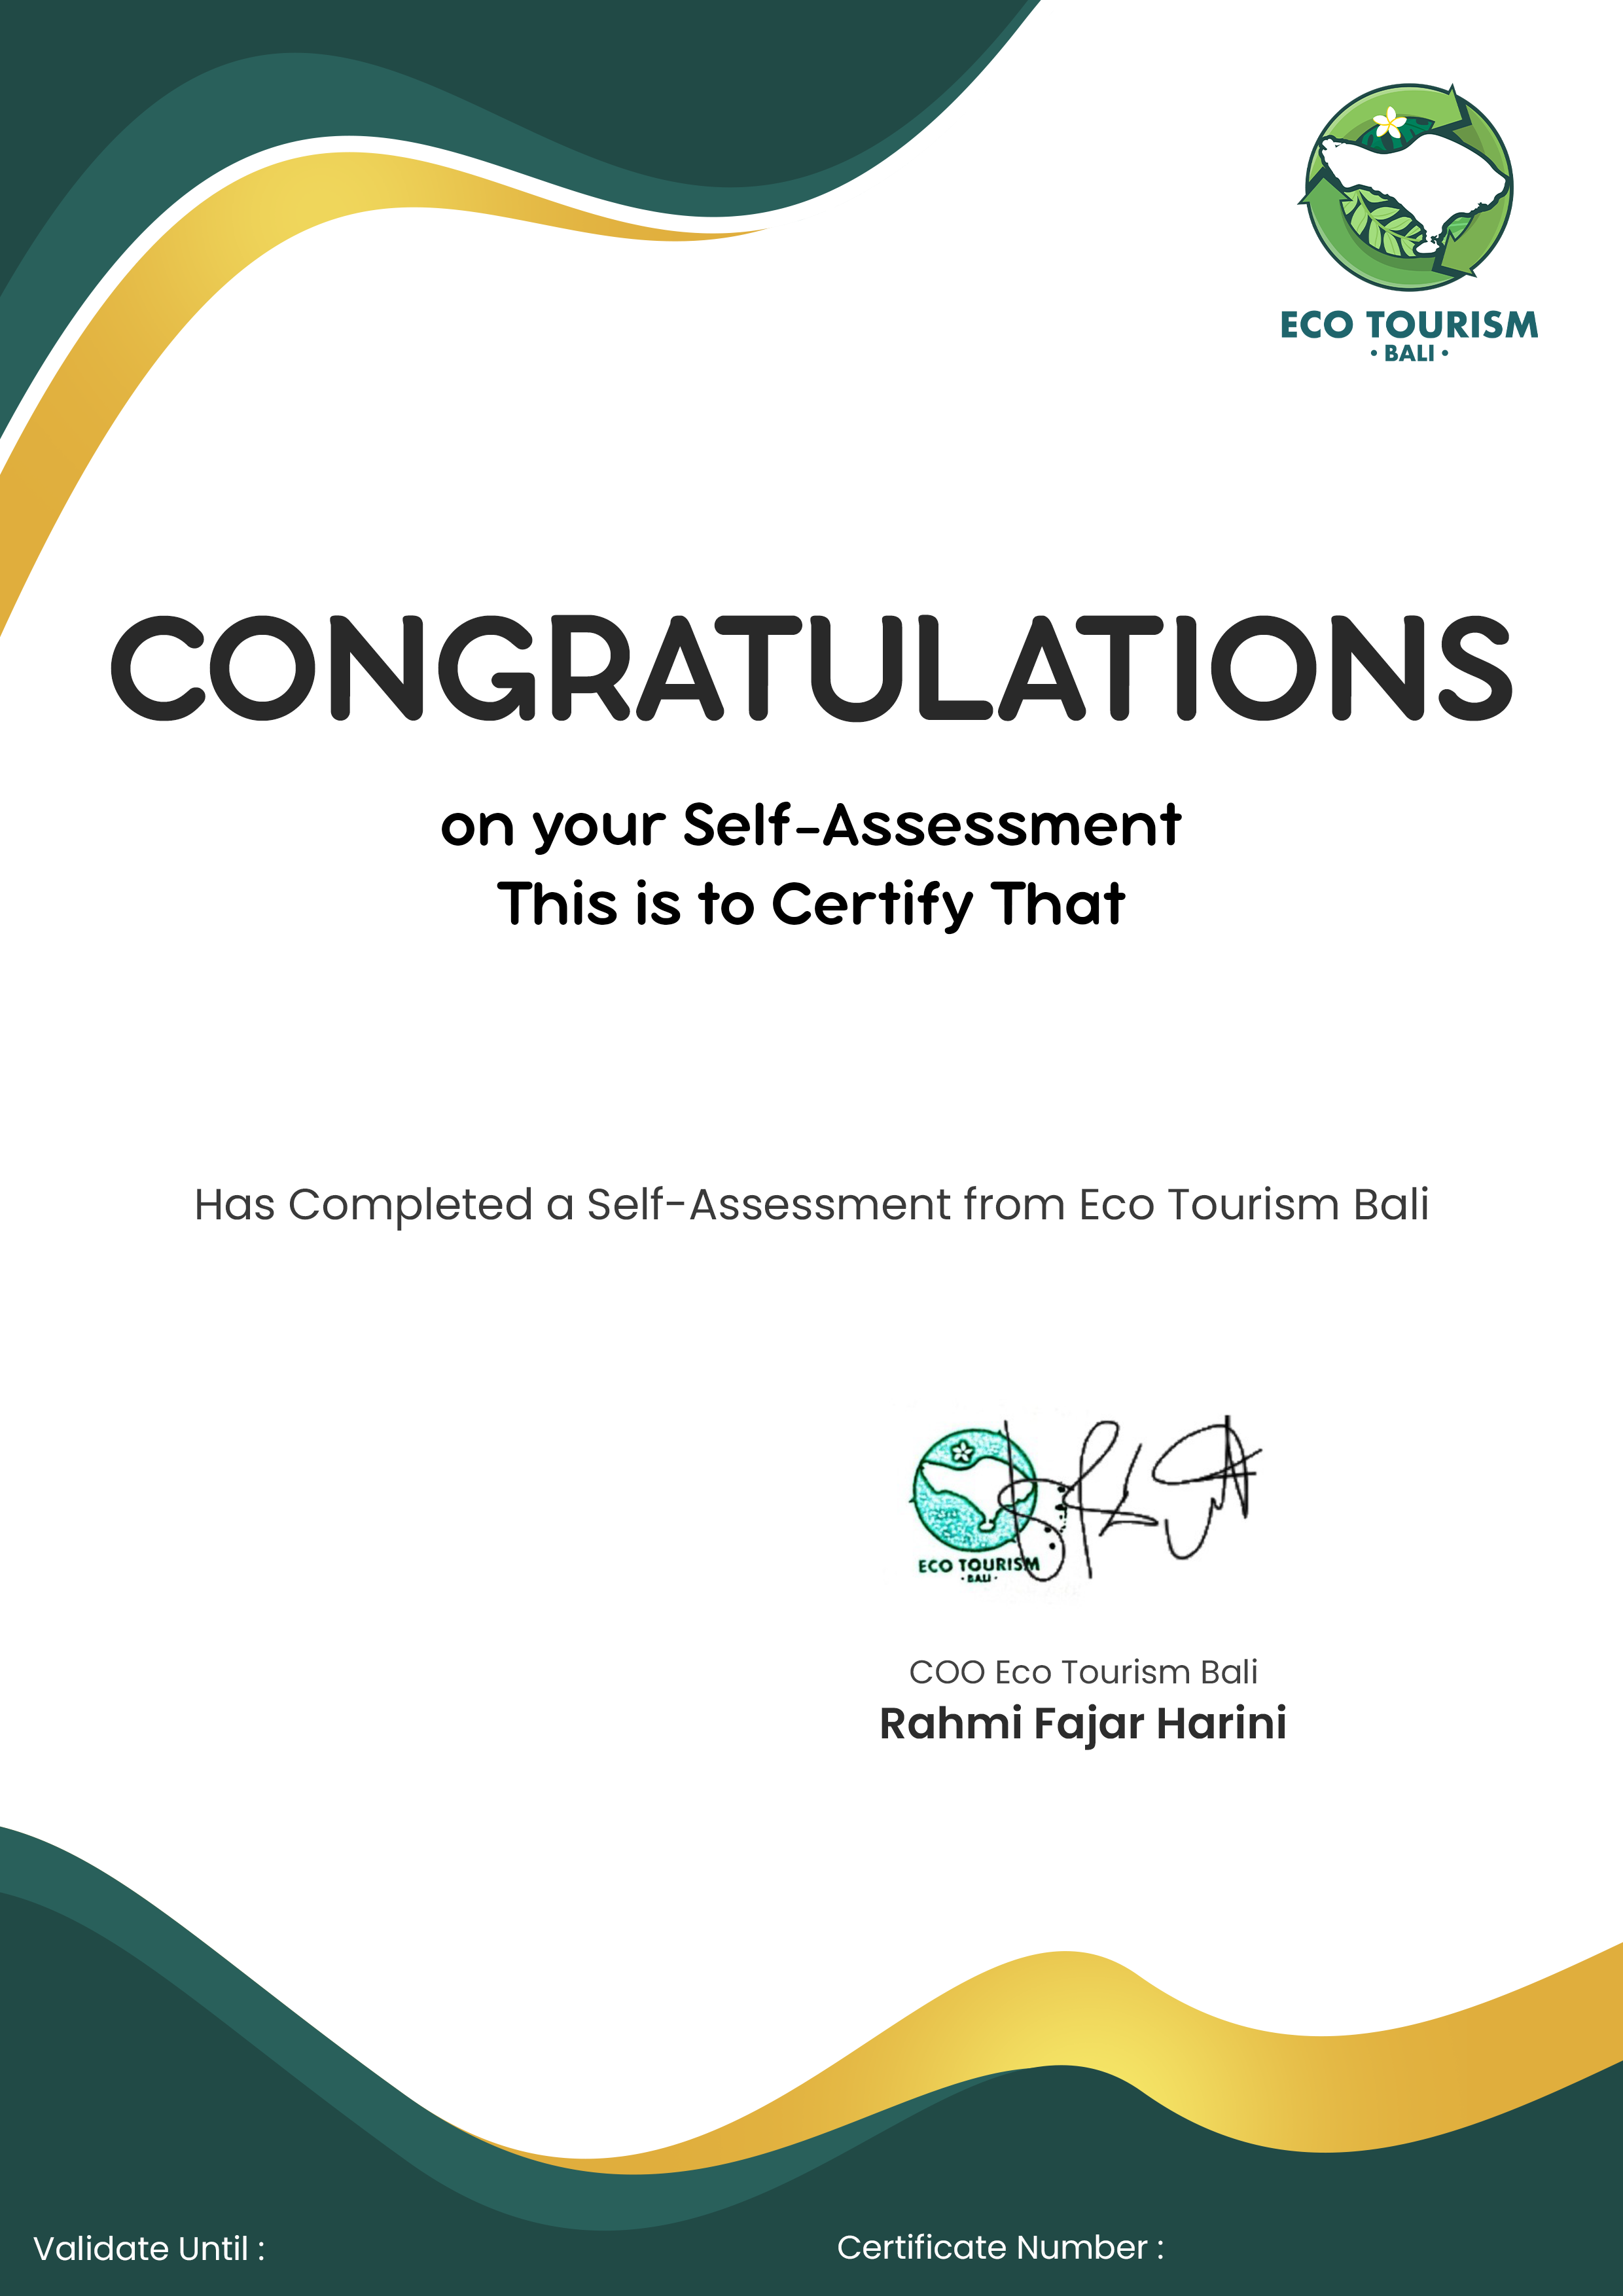 ECO TOURISM
• BALI •
CONGRATULATIONS
on your Self-Assessment
This is to Certify That
Has Completed a Self-Assessment from Eco Tourism Bali
ECO TOURISM
• BALI •
COO Eco Tourism Bali
Rahmi Fajar Harini
Validate Until :
Certificate Number :